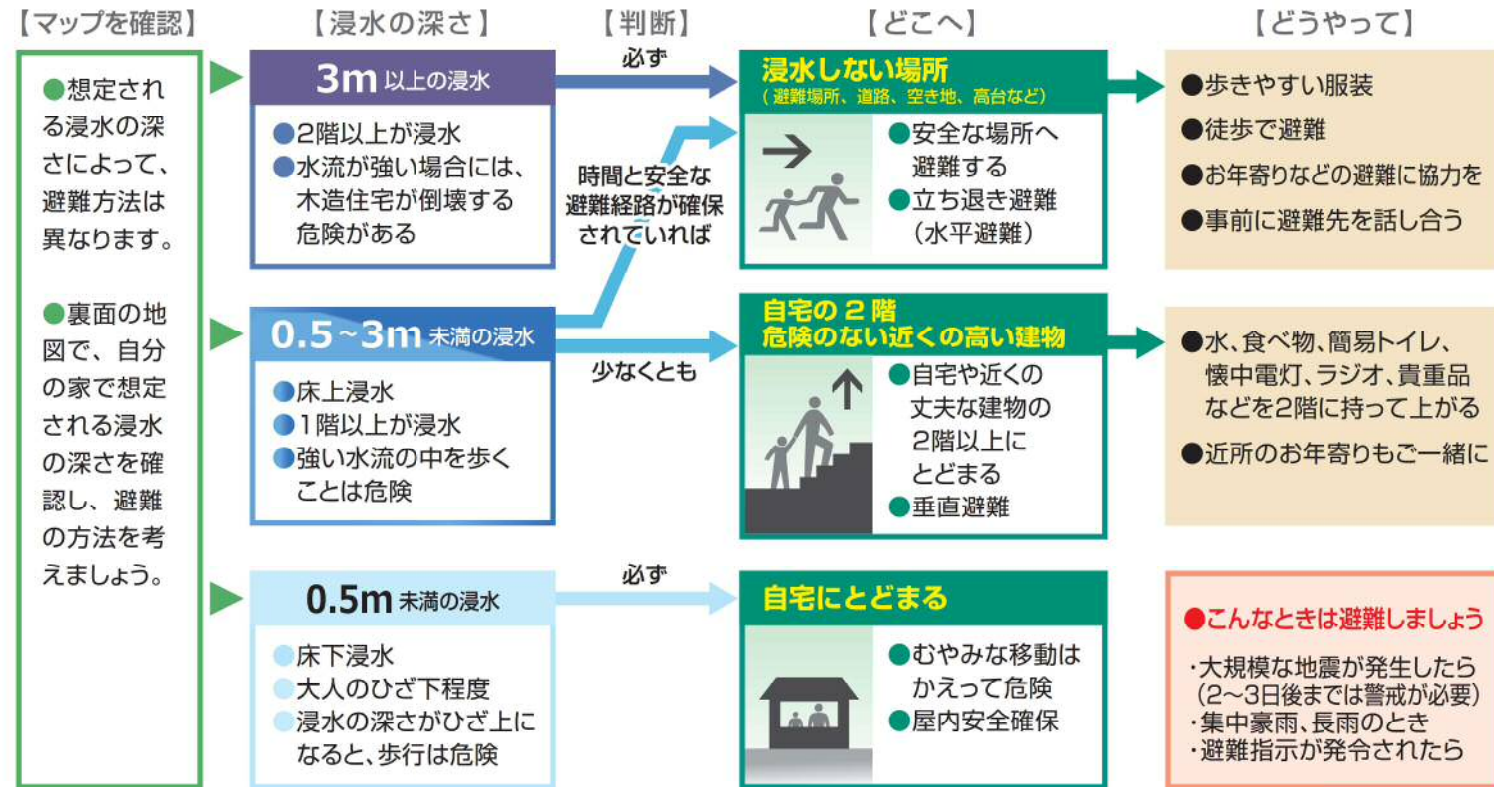 【マップを確認】
【浸水の深さ】
【判断】
【どこへ】
【どうやって】
●想定され
る浸水の深
さによって、
避難方法は
異なります。
●裏面の地
図で、自分
の家で想定
される浸水
の深さを確
認し、避難
の方法を考
えましょう。
3m 以上の浸水
●2階以上が浸水
●水流が強い場合には、
木造住宅が倒壊する
危険がある
必ず
浸水しない場所
(避難場所、道路、空き地、高台など)
●安全な場所へ
避難する
●立ち退き避難
(水平避難)
●歩きやすい服装
●徒歩で避難
●お年寄りなどの避難に協力を
●事前に避難先を話し合う
時間と安全な
避難経路が確保
されていれば
0.5~3m 未満の浸水
●床上浸水
●1階以上が浸水
●強い水流の中を歩く
ことは危険
少なくとも
自宅の2階
危険のない近くの高い建物
●自宅や近くの
丈夫な建物の
2階以上に
とどまる
●垂直避難
●水、食べ物、簡易トイレ、
懐中電灯、ラジオ、貴重品
などを2階に持って上がる
●近所のお年寄りもご一緒に
0.5m 未満の浸水
●床下浸水
●大人のひざ下程度
●浸水の深さがひざ上に
なると、歩行は危険
必ず
自宅にとどまる
●むやみな移動は
かえって危険
●屋内安全確保
●こんなときは避難しましょう
・大規模な地震が発生したら
(2~3日後までは警戒が必要)
・集中豪雨、長雨のとき
・避難指示が発令されたら